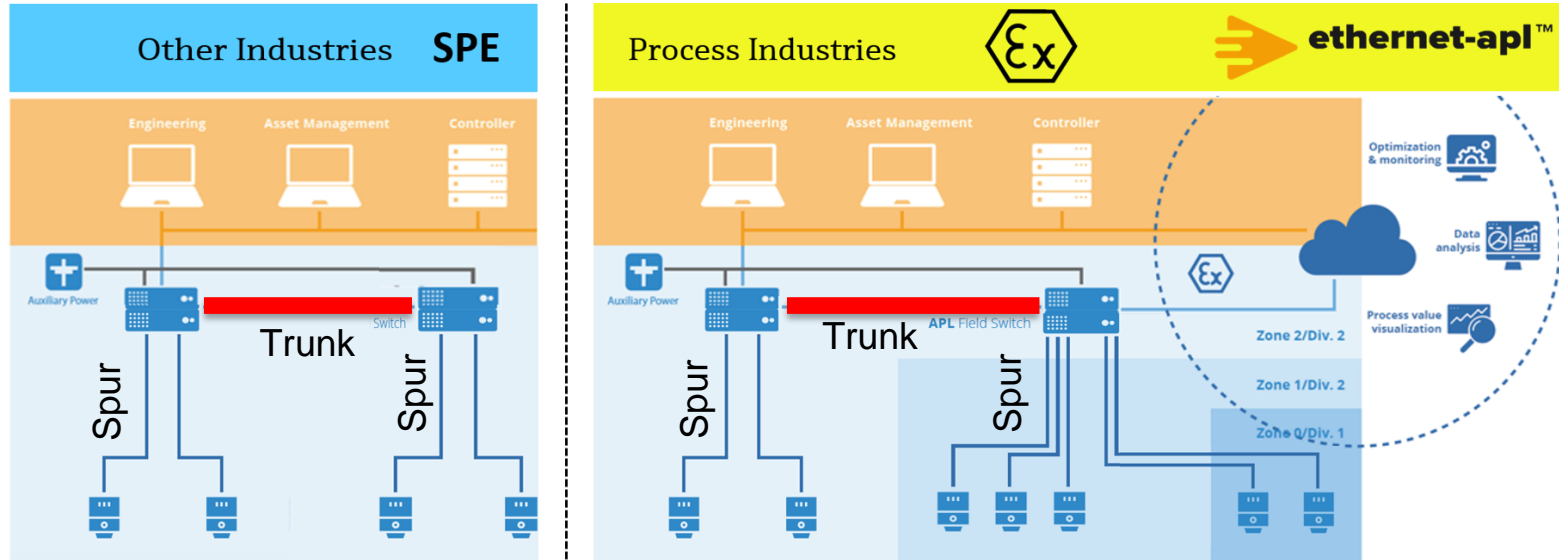 Other Industries SPE
Engineering
Asset Management
Controller
Auxiliary Power
Switch
Trunk
Spur
Spur
Process Industries
Ex
ethernet-apl™
Engineering
Asset Management
Controller
Auxiliary Power
APL Field Switch
Trunk
Spur
Spur
Ex
Zone 2/Div. 2
Zone 1/Div. 2
Zone 0/Div. 1
Optimization
& monitoring
Data
analysis
Process value
visualization